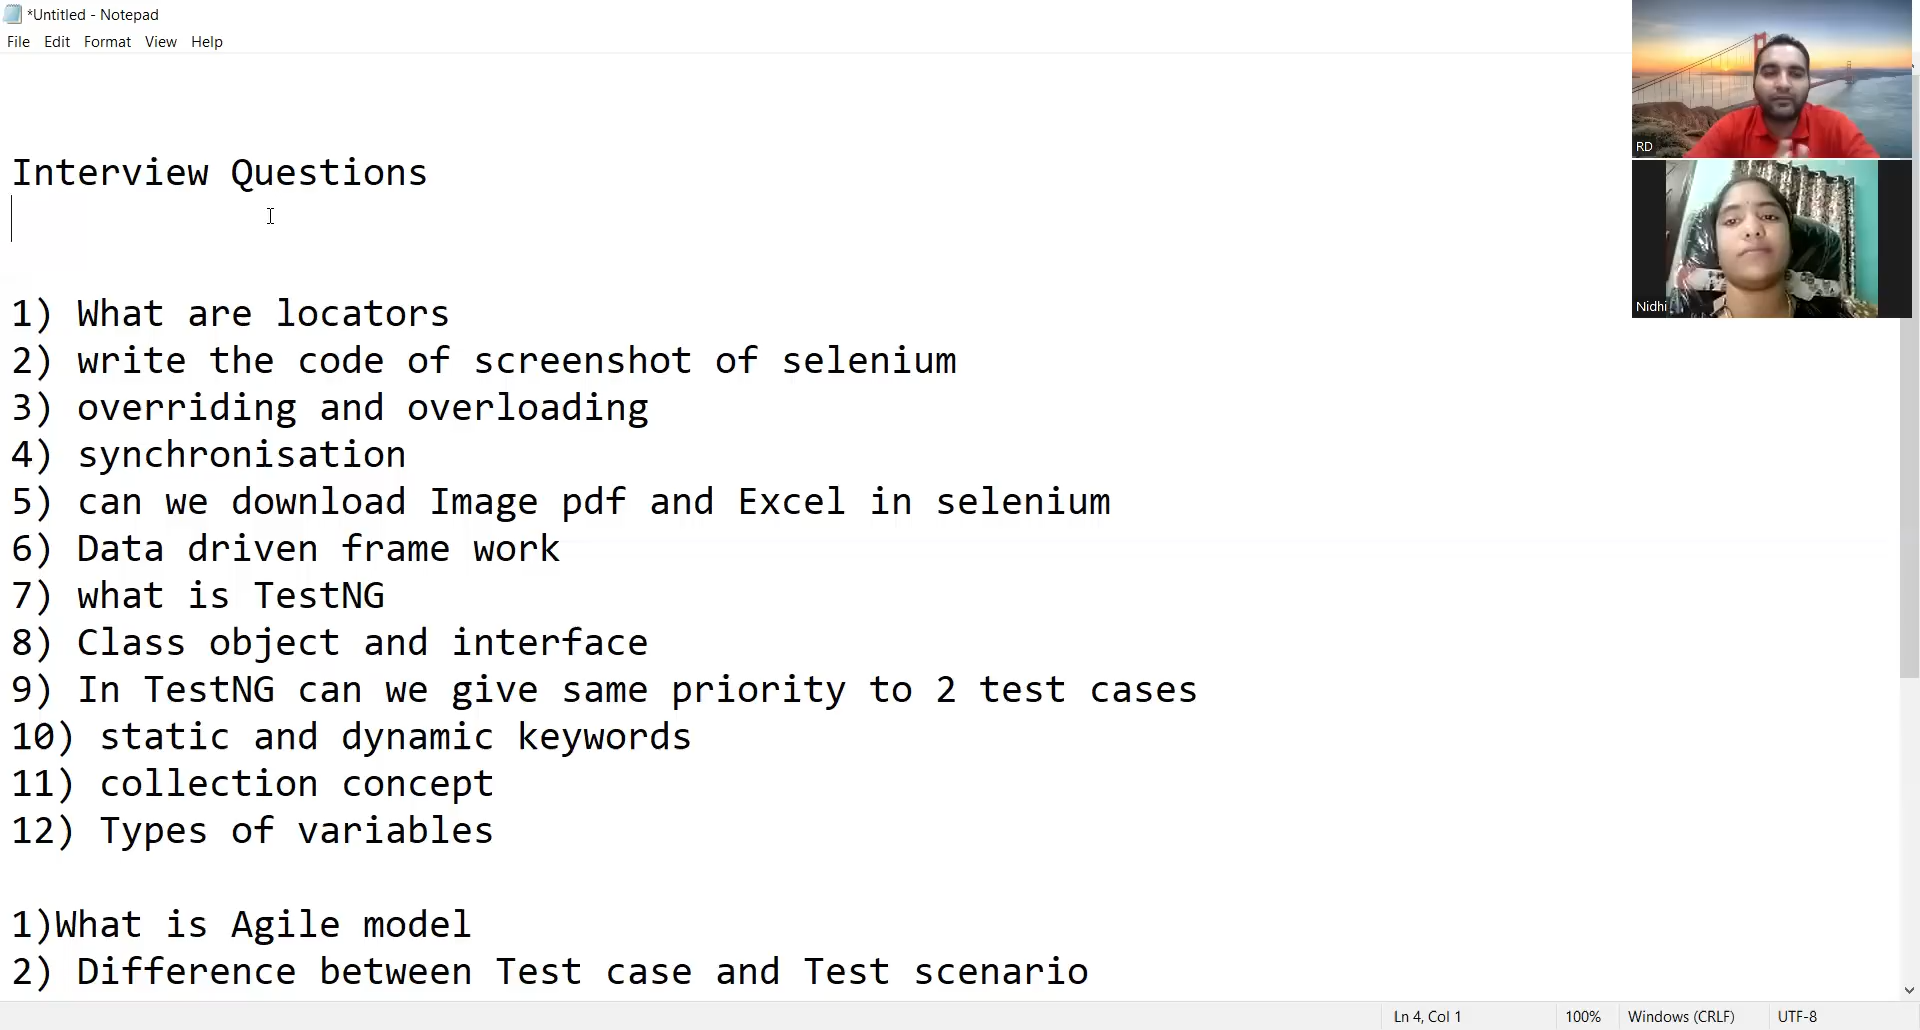 *Untitled - Notepad
File Edit Format View Help
Interview Questions
1) What are locators
2) write the code of screenshot of selenium
3) overriding and overloading
4) synchronisation
5) can we download Image pdf and Excel in selenium
6) Data driven frame work
7) what is TestNG
8) Class object and interface
9) In TestNG can we give same priority to 2 test cases
10) static and dynamic keywords
11) collection concept
12) Types of variables
1)What is Agile model
2) Difference between Test case and Test scenario
RD
Nidhi
Ln 4, Col 1 100% Windows (CRLF) UTF-8